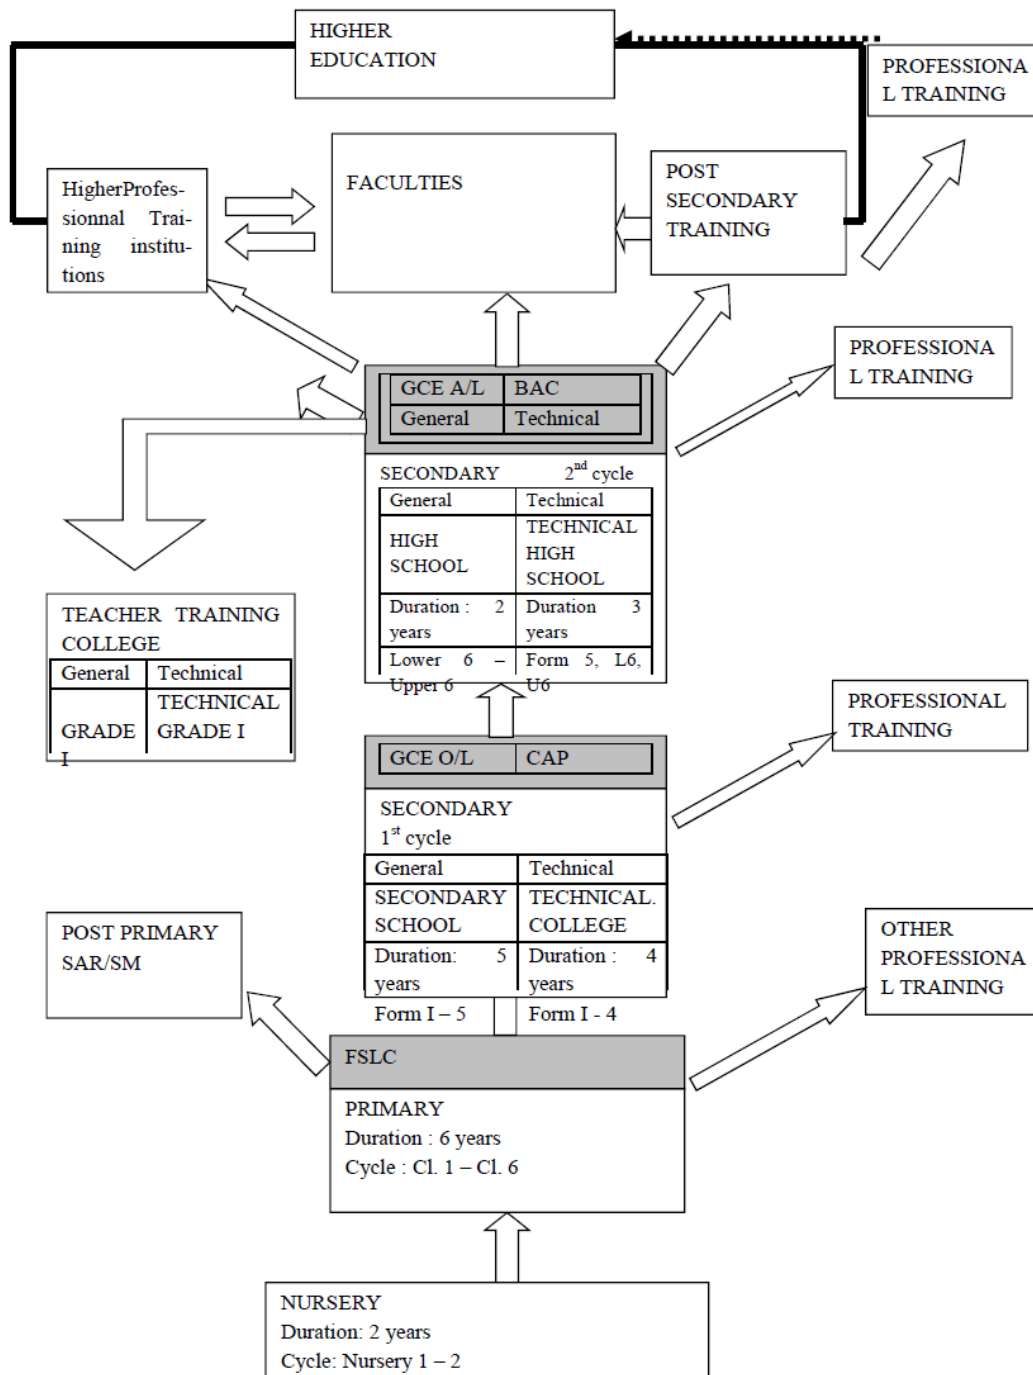 HIGHER
EDUCATION
PROFESSIONA
L TRAINING
HigherProfes-
sionnal Trai-
ning institu-
tions
FACULTIES
POST
SECONDARY
TRAINING
PROFESSIONA
L TRAINING
GCE A/L BAC
General Technical
SECONDARY 2nd cycle
General Technical
HIGH
SCHOOL
TECHNICAL
HIGH
SCHOOL
Duration : 2
years
Duration 3
years
Lower 6 –
Upper 6
Form 5, L6,
U6
TEACHER TRAINING
COLLEGE
General Technical
GRADE
I
TECHNICAL
GRADE I
PROFESSIONAL
TRAINING
GCE O/L CAP
SECONDARY
1st cycle
General Technical
SECONDARY
SCHOOL
TECHNICAL.
COLLEGE
Duration: 5
years
Duration : 4
years
Form I – 5 Form I - 4
POST PRIMARY
SAR/SM
OTHER
PROFESSIONA
L TRAINING
FSLC
PRIMARY
Duration : 6 years
Cycle : Cl. 1 – Cl. 6
NURSERY
Duration: 2 years
Cycle: Nursery 1 – 2